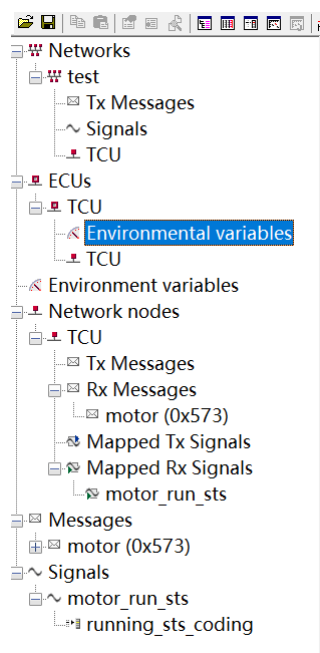 Networks
test
Tx Messages
Signals
TCU
ECUs
TCU
Environmental variables
TCU
Environment variables
Network nodes
TCU
Tx Messages
Rx Messages
motor (0x573)
Mapped Tx Signals
Mapped Rx Signals
motor_run_sts
Messages
motor (0x573)
Signals
motor_run_sts
running_sts_coding